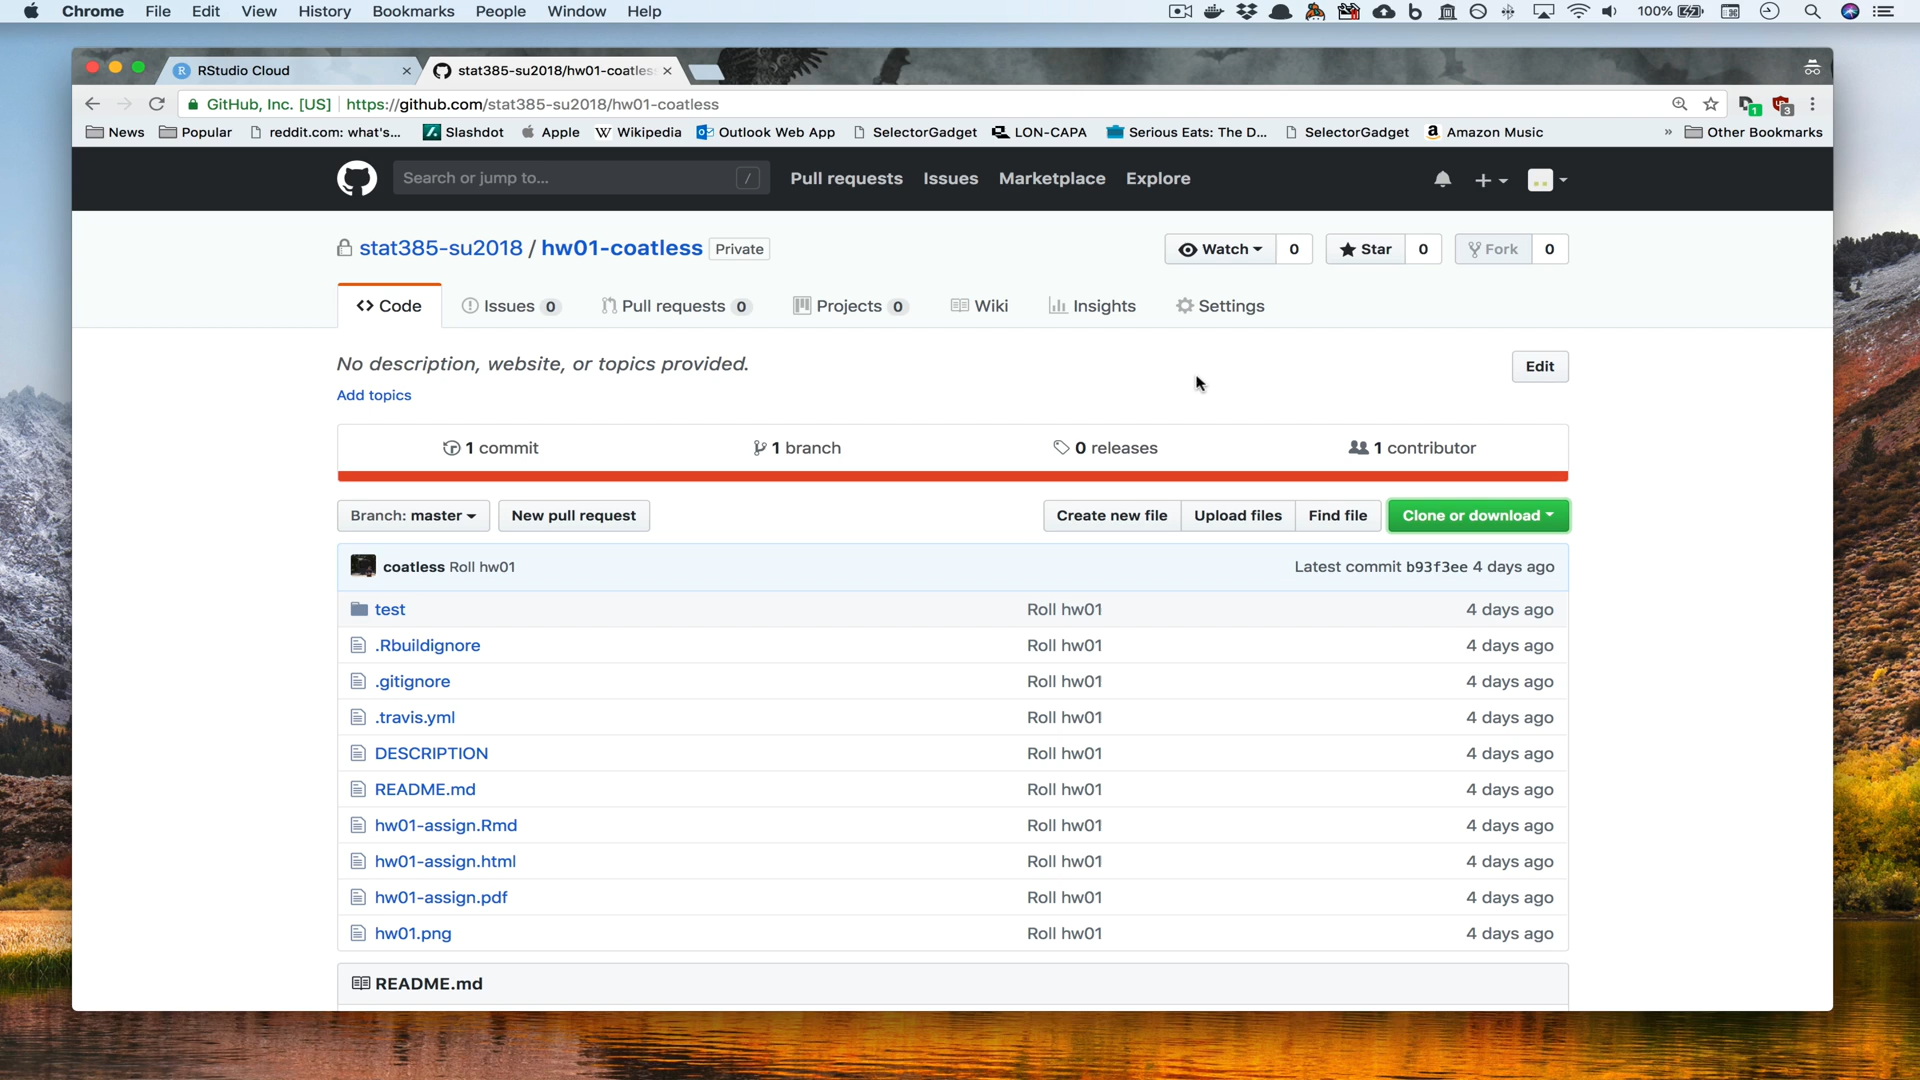 Chrome File Edit View History Bookmarks People Window Help 100%
RStudio Cloud stat385-su2018/hw01-coatles
GitHub, Inc. [US] https://github.com/stat385-su2018/hw01-coatless
News Popular reddit.com: what's... Slashdot Apple Wikipedia Outlook Web App SelectorGadget LON-CAPA Serious Eats: The D... SelectorGadget Amazon Music » Other Bookmarks
Search or jump to... / Pull requests Issues Marketplace Explore
stat385-su2018 / hw01-coatless Private Watch 0 Star 0 Fork 0
Code Issues 0 Pull requests 0 Projects 0 Wiki Insights Settings
No description, website, or topics provided. Edit
Add topics
1 commit 1 branch 0 releases 1 contributor
Branch: master New pull request Create new file Upload files Find file Clone or download
coatless Roll hw01 Latest commit b93f3ee 4 days ago
test Roll hw01 4 days ago
.Rbuildignore Roll hw01 4 days ago
.gitignore Roll hw01 4 days ago
.travis.yml Roll hw01 4 days ago
DESCRIPTION Roll hw01 4 days ago
README.md Roll hw01 4 days ago
hw01-assign.Rmd Roll hw01 4 days ago
hw01-assign.html Roll hw01 4 days ago
hw01-assign.pdf Roll hw01 4 days ago
hw01.png Roll hw01 4 days ago
README.md